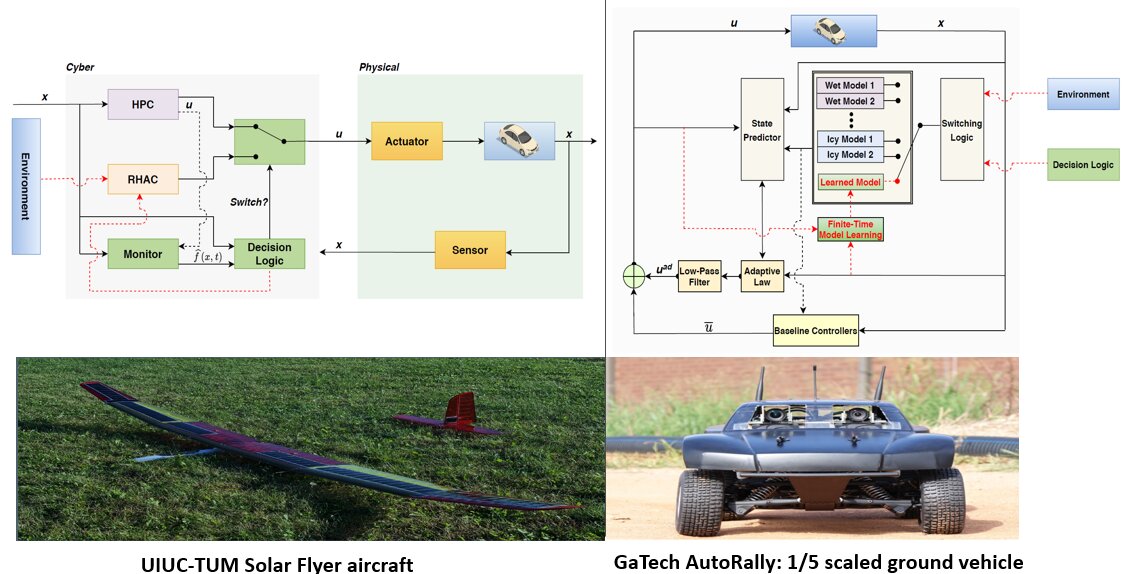 Cyber
x
HPC
u
Environment
RHAC
Switch?
Monitor
f (x, t)
Decision
Logic
u
Physical
Actuator
x
x
Sensor
u
x
State
Predictor
Wet Model 1
Wet Model 2
Icy Model 1
Icy Model 2
Learned Model
Switching
Logic
Environment
Decision Logic
Finite-Time
Model Learning
u^ad
Low-Pass
Filter
Adaptive
Law
u̅
Baseline Controllers
UIUC-TUM Solar Flyer aircraft
GaTech AutoRally: 1/5 scaled ground vehicle